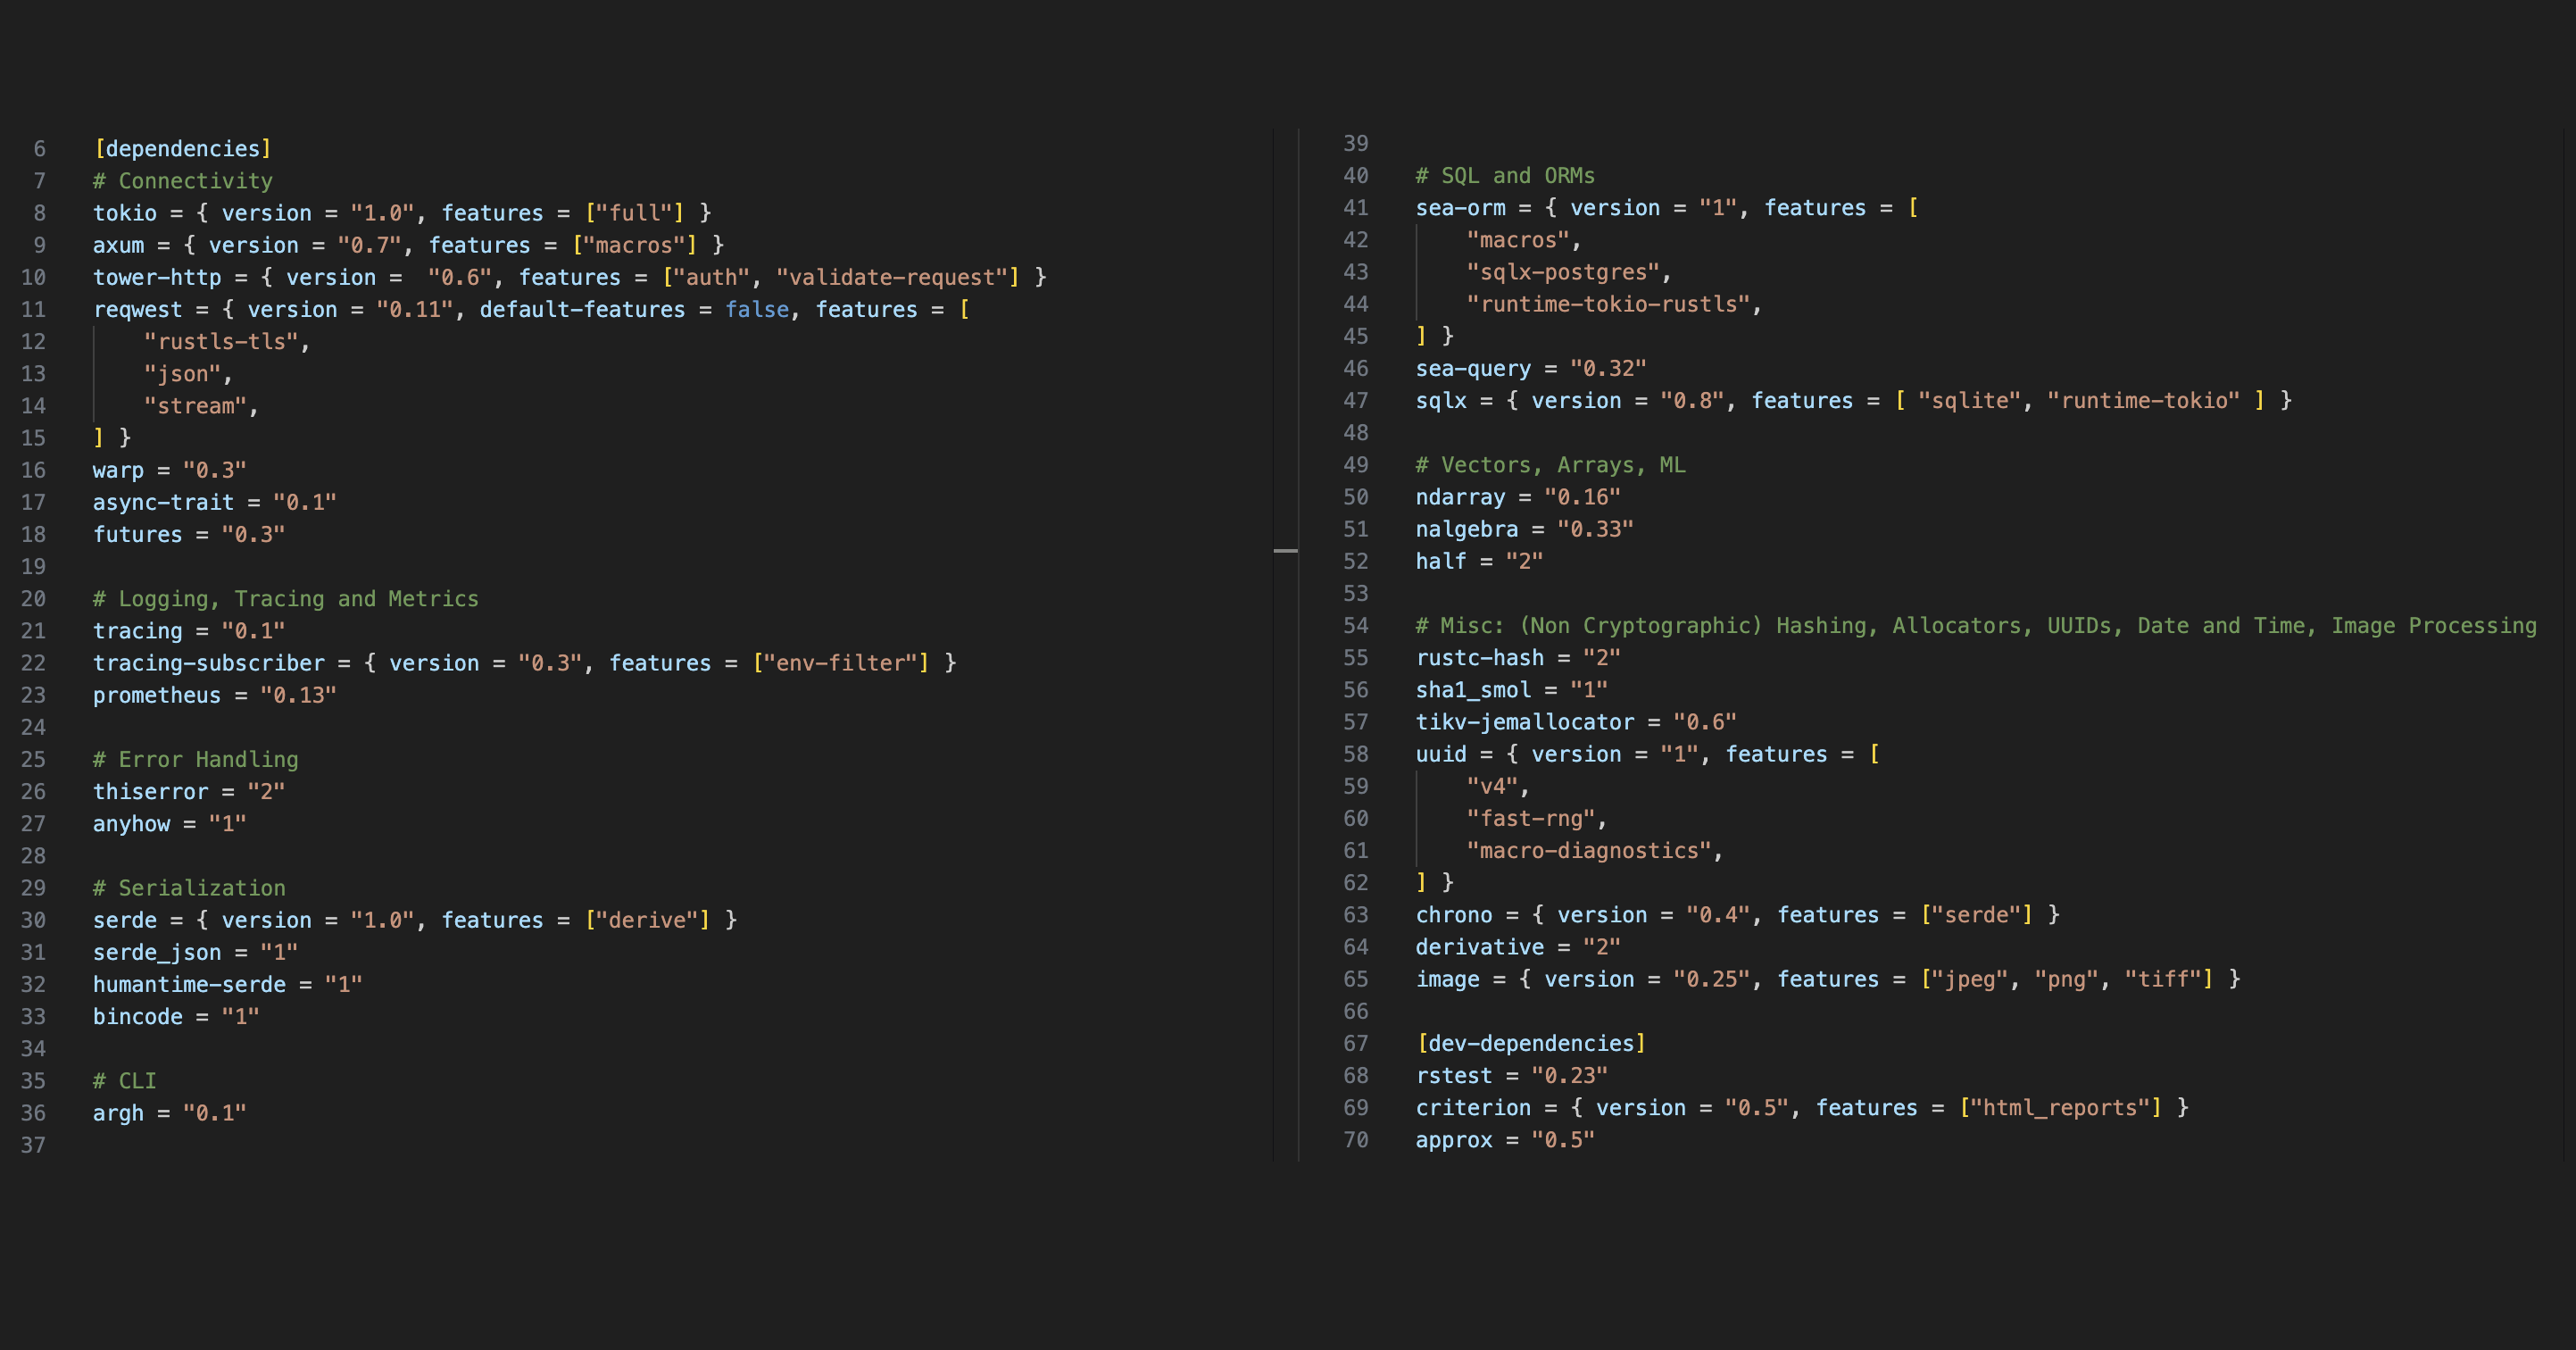 6 [dependencies]
7 # Connectivity
8 tokio = { version = "1.0", features = ["full"] }
9 axum = { version = "0.7", features = ["macros"] }
10 tower-http = { version =  "0.6", features = ["auth", "validate-request"] }
11 reqwest = { version = "0.11", default-features = false, features = [
12     "rustls-tls",
13     "json",
14     "stream",
15 ] }
16 warp = "0.3"
17 async-trait = "0.1"
18 futures = "0.3"
19
20 # Logging, Tracing and Metrics
21 tracing = "0.1"
22 tracing-subscriber = { version = "0.3", features = ["env-filter"] }
23 prometheus = "0.13"
24
25 # Error Handling
26 thiserror = "2"
27 anyhow = "1"
28
29 # Serialization
30 serde = { version = "1.0", features = ["derive"] }
31 serde_json = "1"
32 humantime-serde = "1"
33 bincode = "1"
34
35 # CLI
36 argh = "0.1"
37
39
40 # SQL and ORMs
41 sea-orm = { version = "1", features = [
42     "macros",
43     "sqlx-postgres",
44     "runtime-tokio-rustls",
45 ] }
46 sea-query = "0.32"
47 sqlx = { version = "0.8", features = [ "sqlite", "runtime-tokio" ] }
48
49 # Vectors, Arrays, ML
50 ndarray = "0.16"
51 nalgebra = "0.33"
52 half = "2"
53
54 # Misc: (Non Cryptographic) Hashing, Allocators, UUIDs, Date and Time, Image Processing
55 rustc-hash = "2"
56 sha1_smol = "1"
57 tikv-jemallocator = "0.6"
58 uuid = { version = "1", features = [
59     "v4",
60     "fast-rng",
61     "macro-diagnostics",
62 ] }
63 chrono = { version = "0.4", features = ["serde"] }
64 derivative = "2"
65 image = { version = "0.25", features = ["jpeg", "png", "tiff"] }
66
67 [dev-dependencies]
68 rstest = "0.23"
69 criterion = { version = "0.5", features = ["html_reports"] }
70 approx = "0.5"